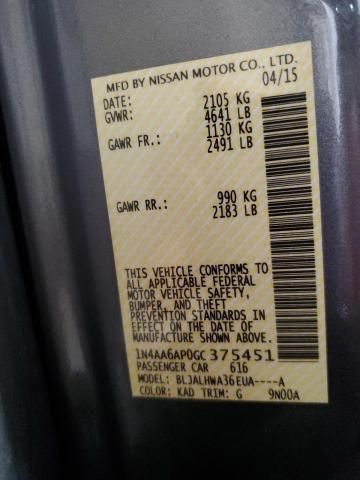 MFD BY NISSAN MOTOR CO., LTD.
04/15
DATE:
GVWR: 2105 KG
4641 LB
GAWR FR.: 1130 KG
2491 LB
GAWR RR.: 990 KG
2183 LB
THIS VEHICLE CONFORMS TO
ALL APPLICABLE FEDERAL
MOTOR VEHICLE SAFETY,
BUMPER, AND THEFT
PREVENTION STANDARDS IN
EFFECT ON THE DATE OF
MANUFACTURE SHOWN ABOVE.
1N4AA6AP0GC375451
PASSENGER CAR 616
MODEL: BLJALHWA36EUA----A
COLOR: KAD TRIM: G 9N00A